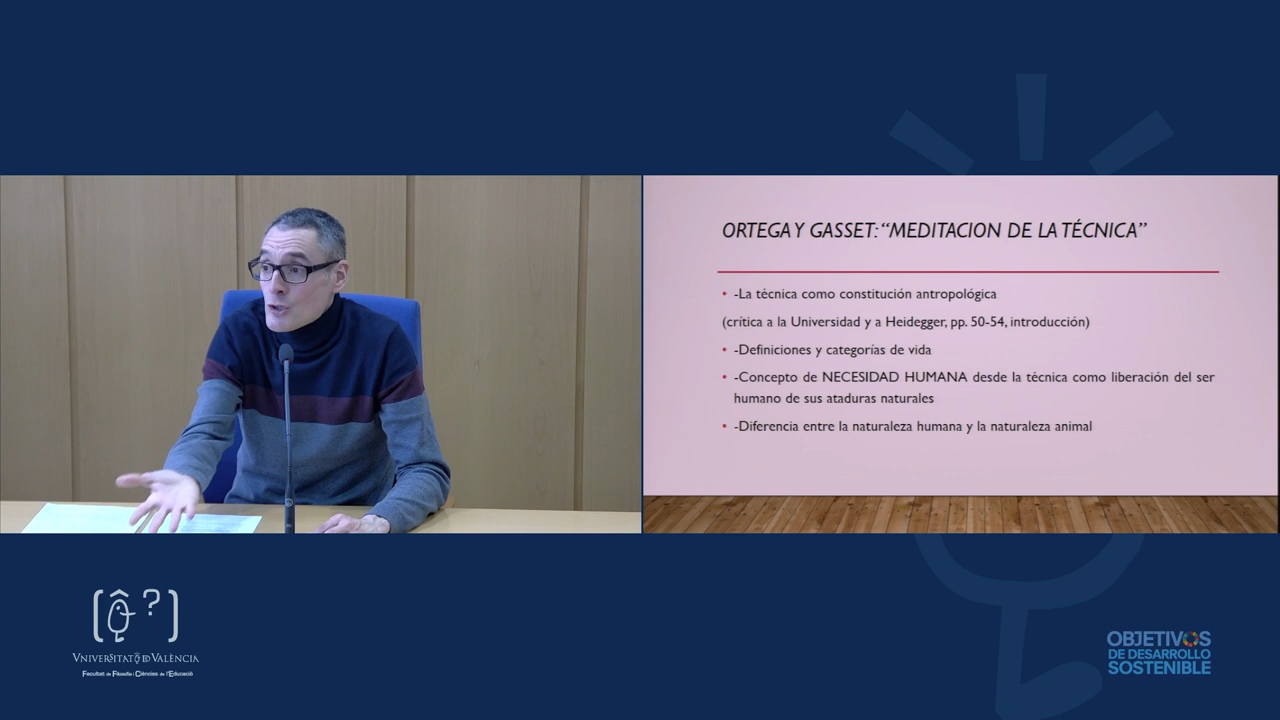 ORTEGA Y GASSET: “MEDITACION DE LA TÉCNICA”
• -La técnica como constitución antropológica
(crítica a la Universidad y a Heidegger, pp. 50-54, introducción)
• -Definiciones y categorías de vida
• -Concepto de NECESIDAD HUMANA desde la técnica como liberación del ser
humano de sus ataduras naturales
• -Diferencia entre la naturaleza humana y la naturaleza animal
[ ?]
VNIVERSITAT ID VALÈNCIA
Facultat de Filosofia i Ciències de l'Educació
OBJETIVOS
DE DESARROLLO
SOSTENIBLE